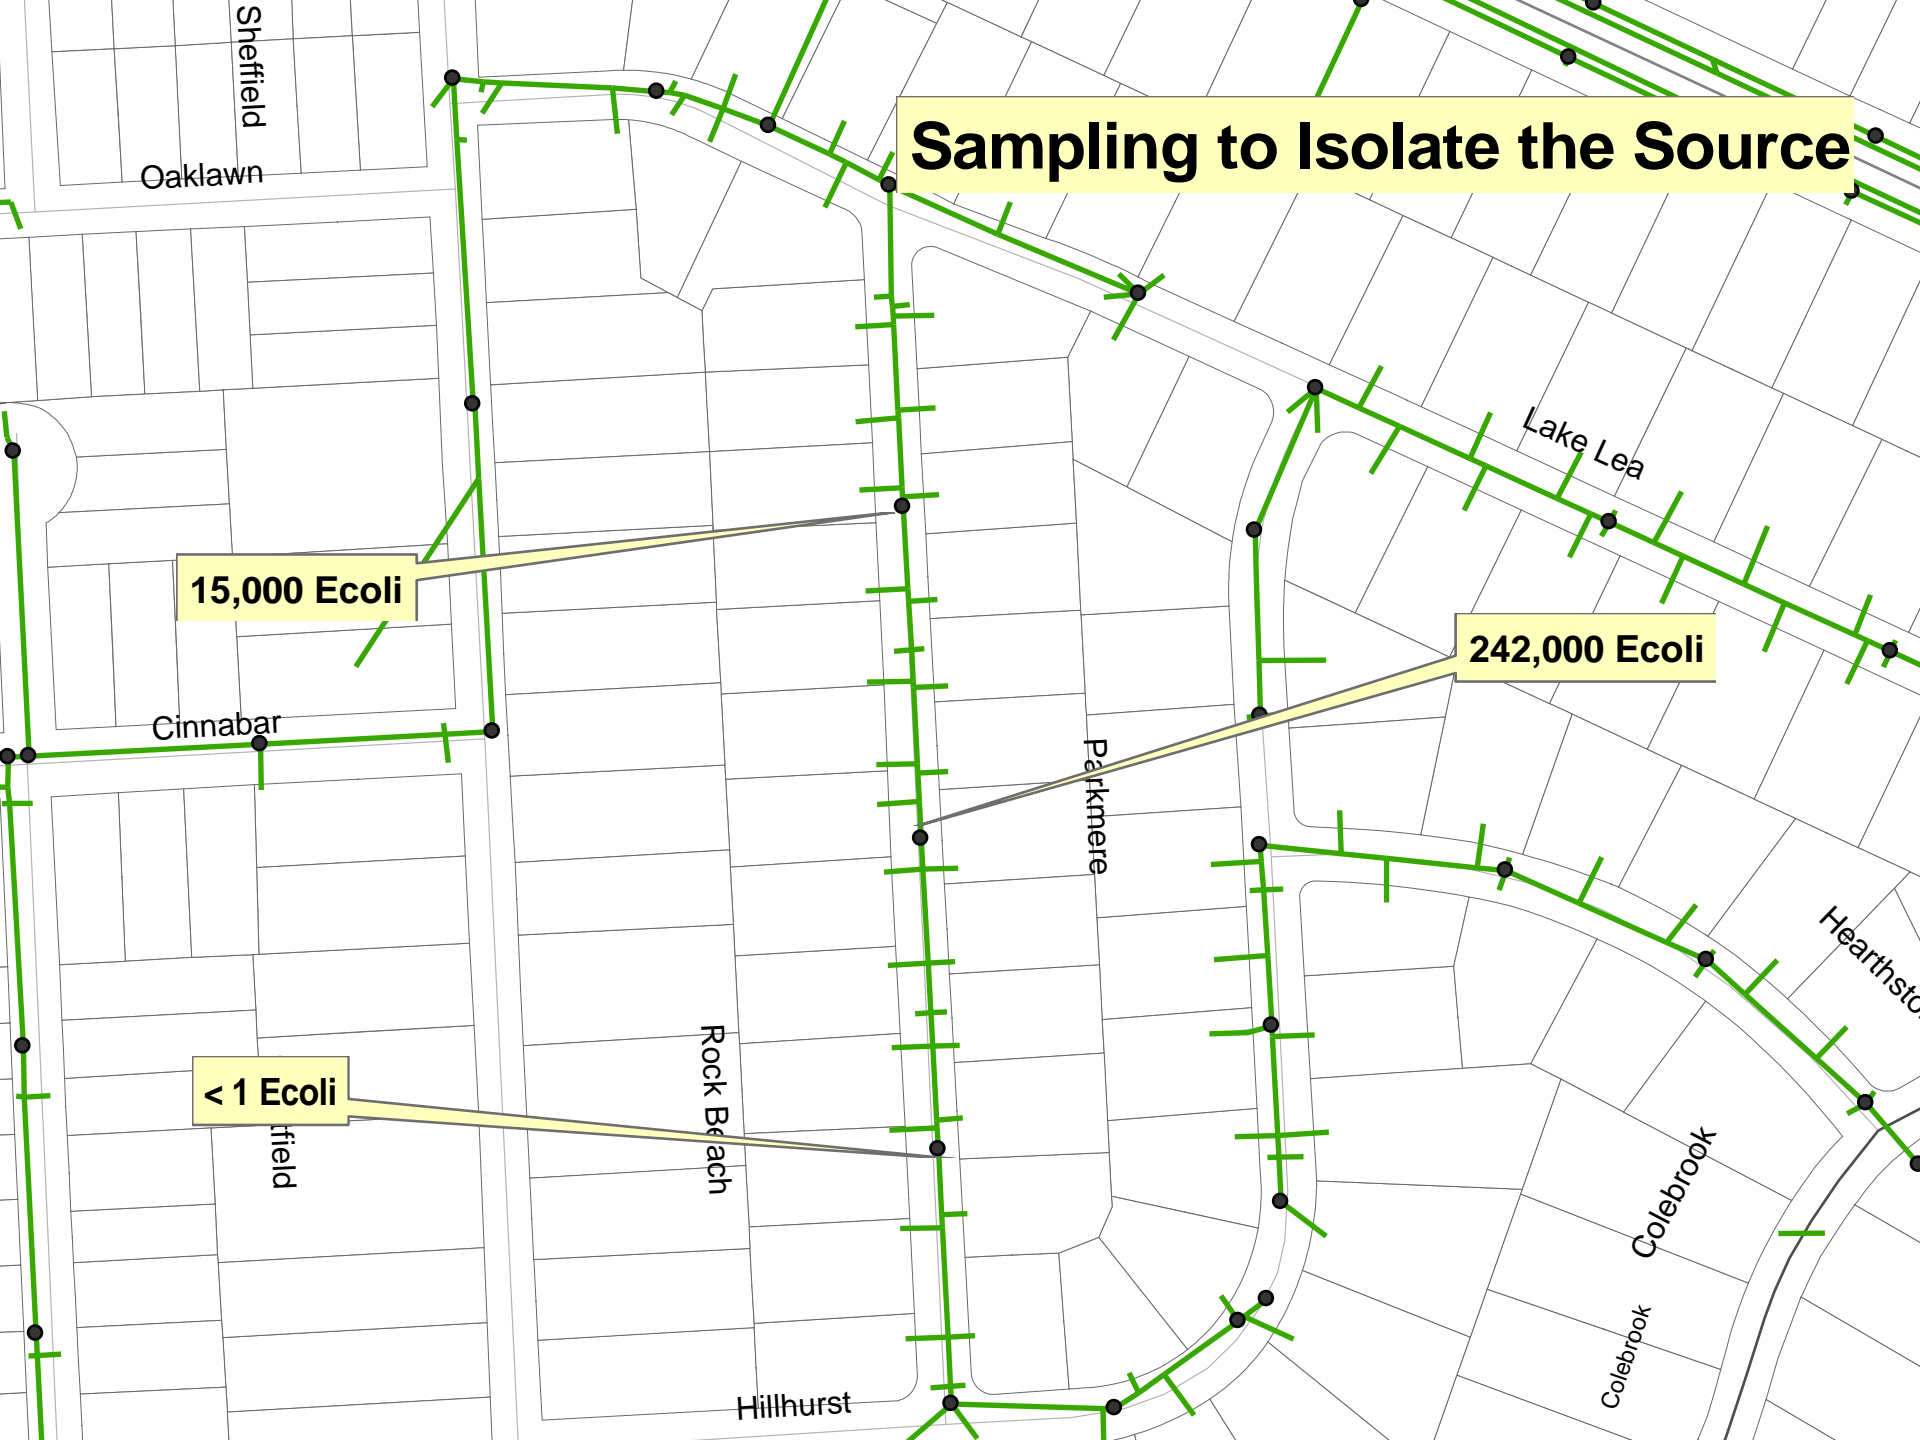 Sheffield
Oaklawn
Sampling to Isolate the Source
Lake Lea
15,000 Ecoli
242,000 Ecoli
Cinnabar
Parkmere
Rock Beach
< 1 Ecoli
Colebrook
Colebrook
Hillhurst